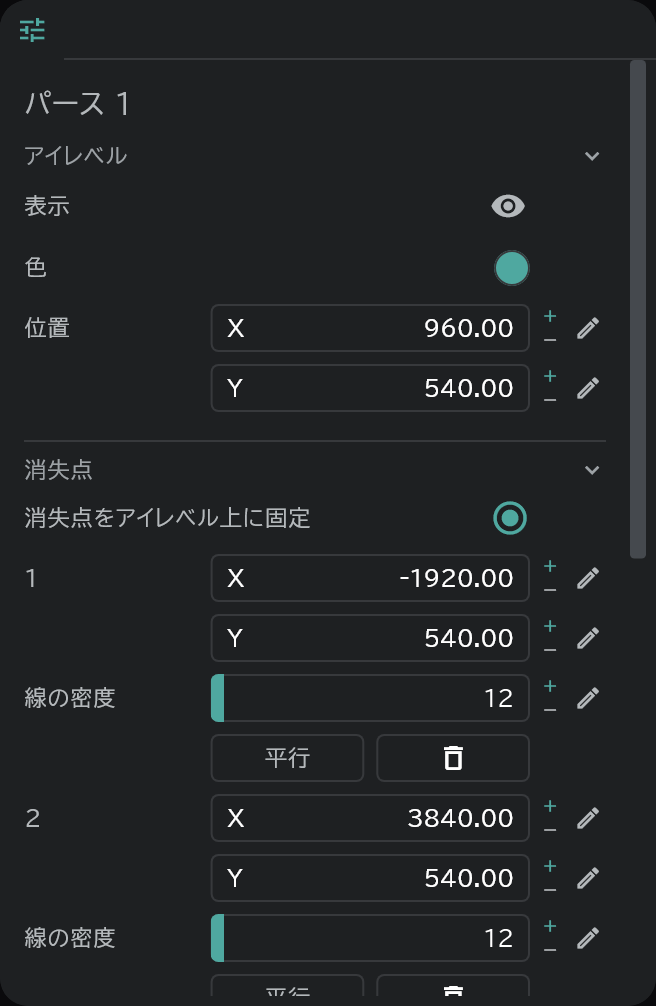 パース 1
アイレベル
表示
色
位置 X 960.00 + −
Y 540.00 + −
消失点
消失点をアイレベル上に固定
1 X -1920.00 + −
Y 540.00 + −
線の密度 12 + −
平行
2 X 3840.00 + −
Y 540.00 + −
線の密度 12 + −
平行